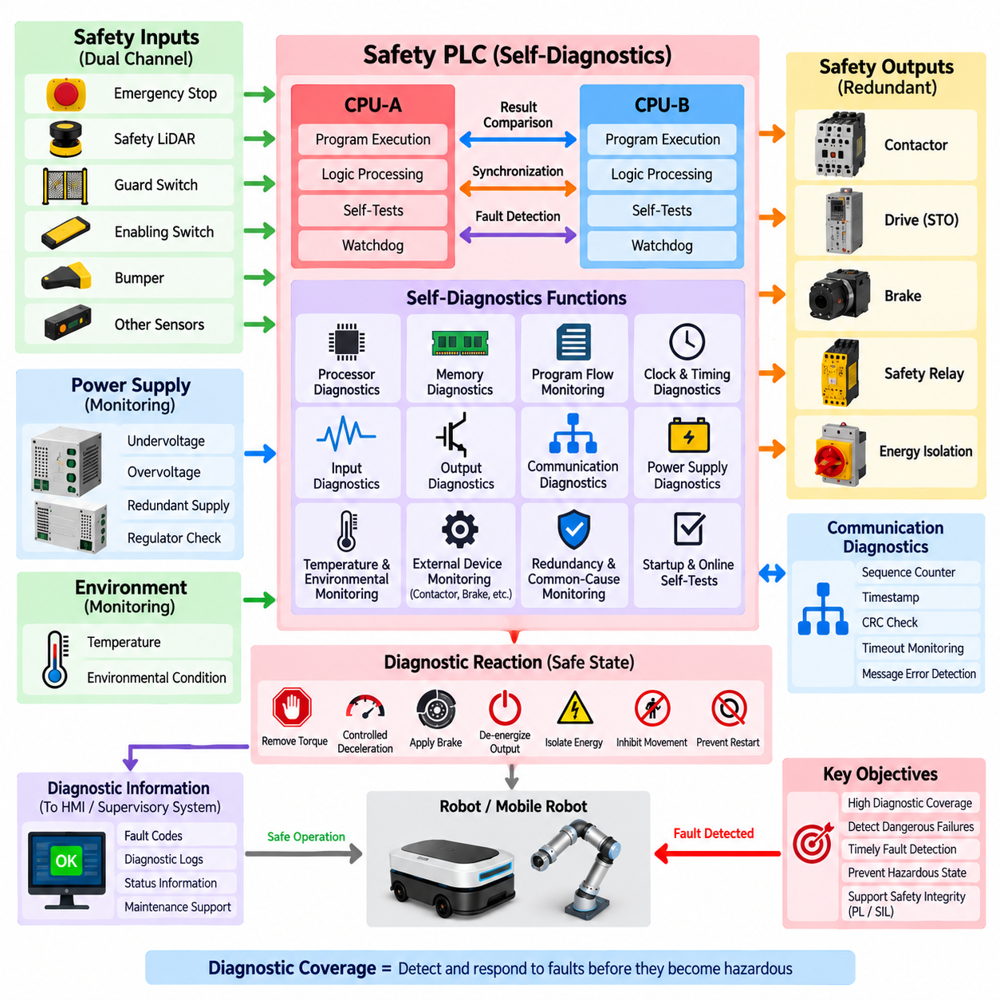 Safety Inputs
(Dual Channel)
Emergency Stop
Safety LiDAR
Guard Switch
Enabling Switch
Bumper
Other Sensors
Power Supply
(Monitoring)
Undervoltage
Overvoltage
Redundant Supply
Regulator Check
Environment
(Monitoring)
Temperature
Environmental Condition
Safety PLC (Self-Diagnostics)
CPU-A
Program Execution
Logic Processing
Self-Tests
Watchdog
Result
Comparison
Synchronization
Fault Detection
CPU-B
Program Execution
Logic Processing
Self-Tests
Watchdog
Self-Diagnostics Functions
Processor
Diagnostics
Memory
Diagnostics
Program Flow
Monitoring
Clock & Timing
Diagnostics
Input
Diagnostics
Output
Diagnostics
Communication
Diagnostics
Power Supply
Diagnostics
Temperature &
Environmental
Monitoring
External Device
Monitoring
(Contactor, Brake, etc.)
Redundancy &
Common-Cause
Monitoring
Startup & Online
Self-Tests
Safety Outputs
(Redundant)
Contactor
Drive (STO)
Brake
Safety Relay
Energy Isolation
Communication
Diagnostics
Sequence Counter
Timestamp
CRC Check
Timeout Monitoring
Message Error Detection
Diagnostic Reaction (Safe State)
Remove Torque
Controlled
Deceleration
Apply Brake
De-energize
Output
Isolate Energy
Inhibit Movement
Prevent Restart
Diagnostic Information
(To HMI / Supervisory System)
OK
Fault Codes
Diagnostic Logs
Status Information
Maintenance Support
Safe Operation
Robot / Mobile Robot
Fault Detected
Key Objectives
High Diagnostic Coverage
Detect Dangerous Failures
Timely Fault Detection
Prevent Hazardous State
Support Safety Integrity
(PL / SIL)
Diagnostic Coverage = Detect and respond to faults before they become hazardous